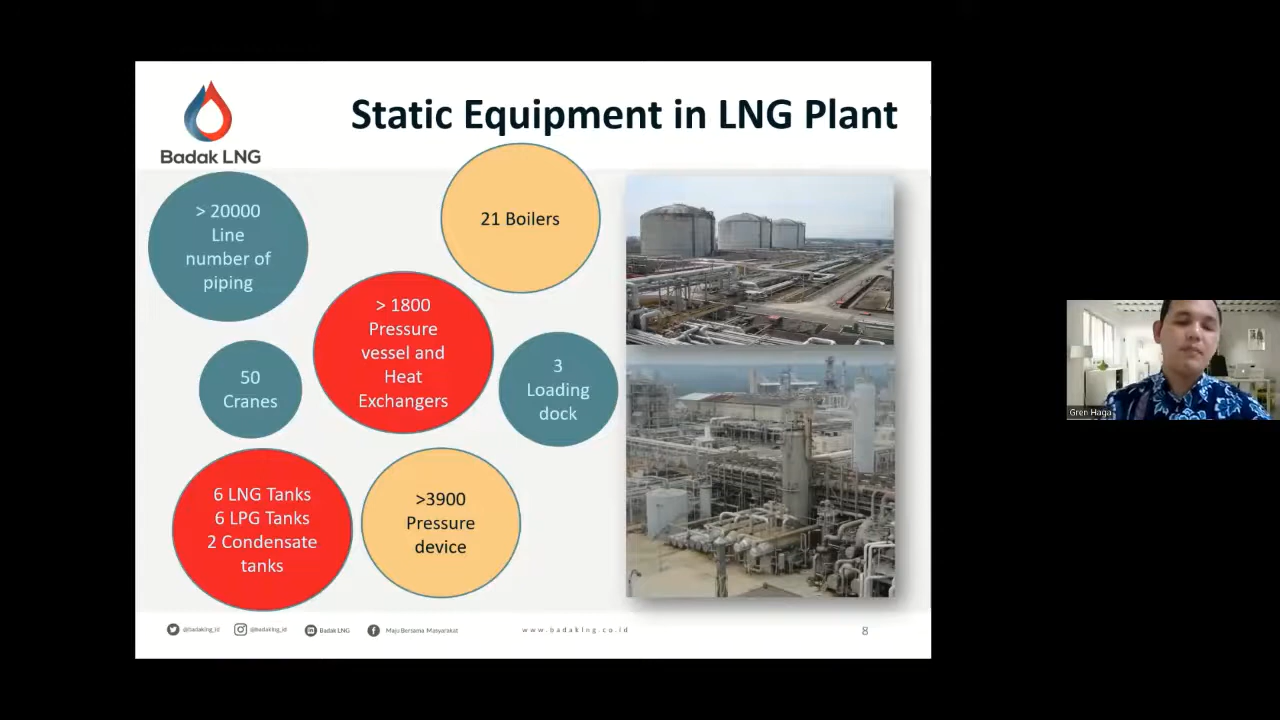 Badak LNG
Static Equipment in LNG Plant
> 20000
Line
number of
piping
21 Boilers
> 1800
Pressure
vessel and
Heat
Exchangers
50
Cranes
3
Loading
dock
6 LNG Tanks
6 LPG Tanks
2 Condensate
tanks
>3900
Pressure
device
@badaklng_id
@badaklng_id
Badak LNG
Maju Bersama Masyarakat
www.badaklng.co.id
8
Gren Haga